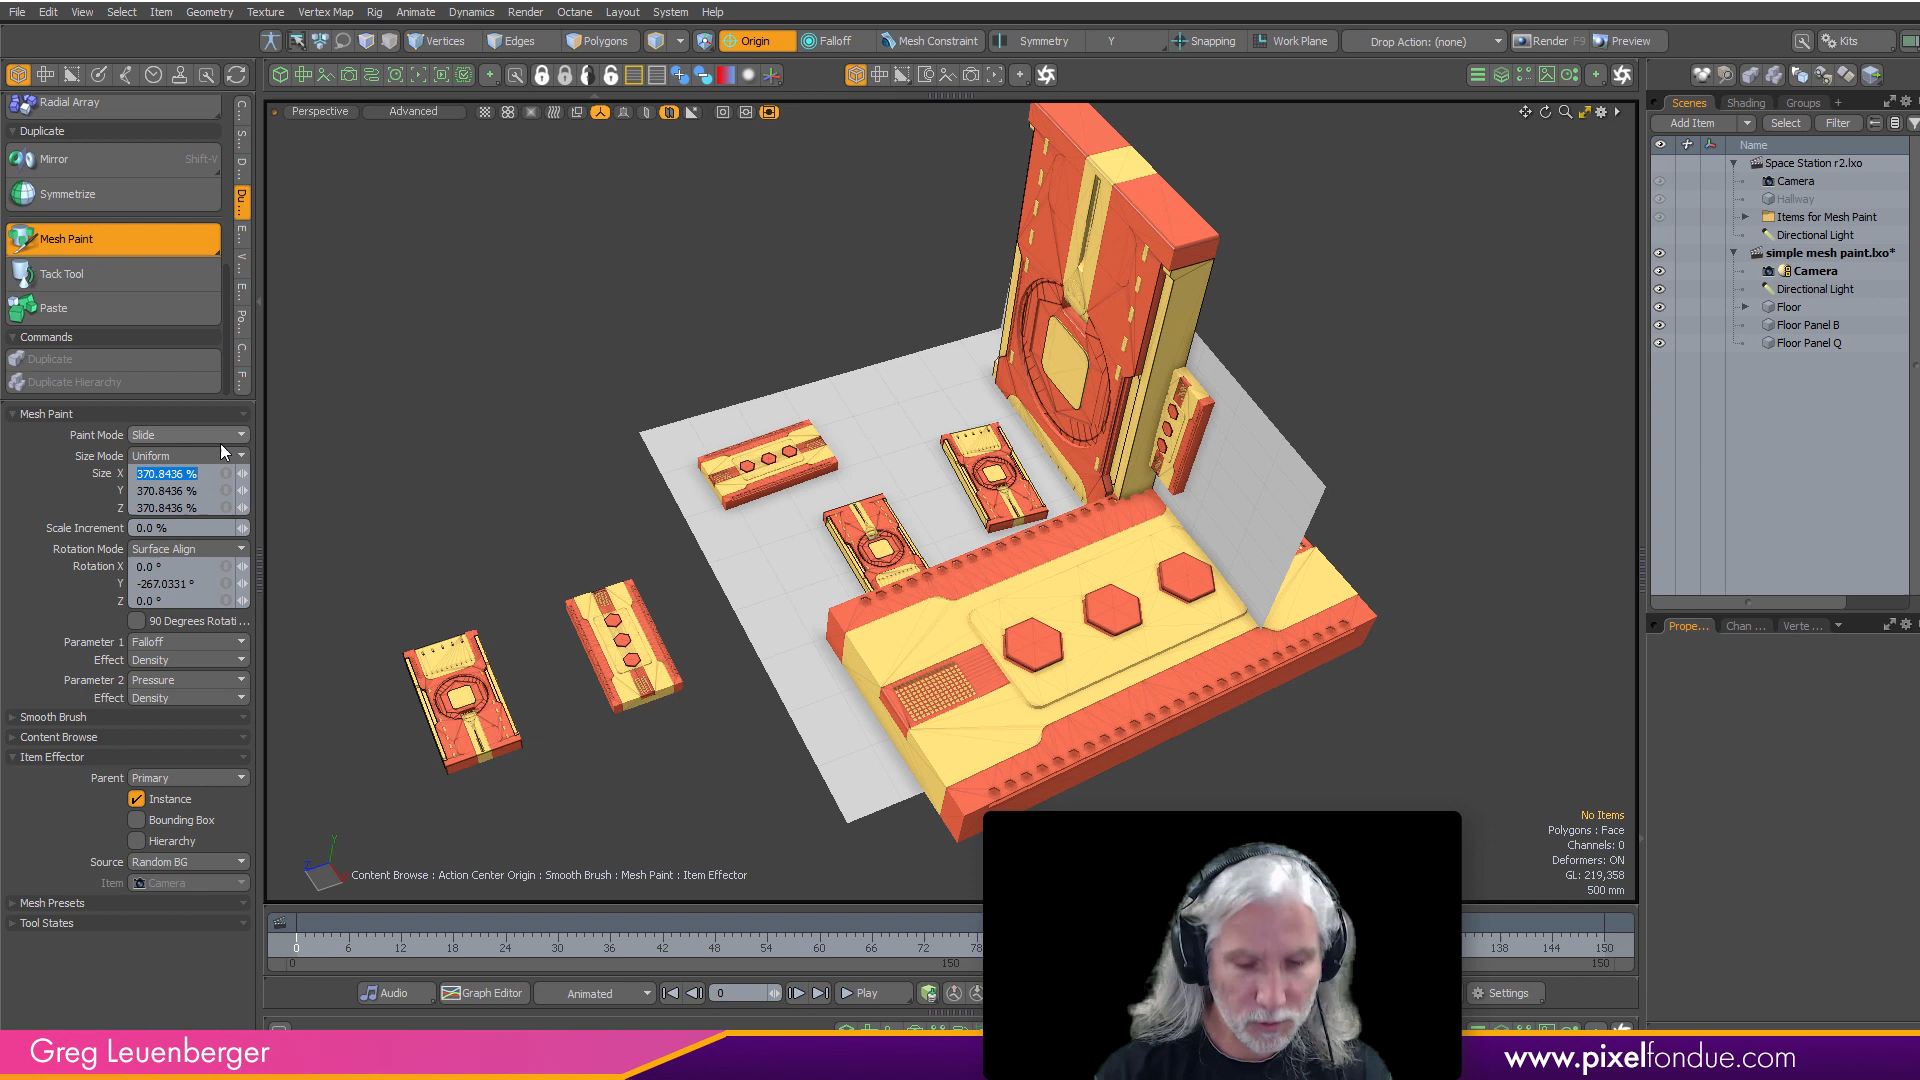 File Edit View Select Item Geometry Texture Vertex Map Rig Animate Dynamics Render Octane Layout System Help
Vertices Edges Polygons Origin Falloff Mesh Constraint Symmetry Y Snapping Work Plane Drop Action: (none) Render F9 Preview Kits
Radial Array
Duplicate
Mirror Shift-V
Symmetrize
Mesh Paint
Tack Tool
Paste
Commands
Duplicate
Duplicate Hierarchy
C...
S...
D...
Du...
E...
V...
E...
Po...
C...
F...
Mesh Paint
Paint Mode Slide
Size Mode Uniform
Size X 370.8436 %
Y 370.8436 %
Z 370.8436 %
Scale Increment 0.0 %
Rotation Mode Surface Align
Rotation X 0.0 °
Y -267.0331 °
Z 0.0 °
90 Degrees Rotati ...
Parameter 1 Falloff
Effect Density
Parameter 2 Pressure
Effect Density
Smooth Brush
Content Browse
Item Effector
Parent Primary
Instance
Bounding Box
Hierarchy
Source Random BG
Item Camera
Mesh Presets
Tool States
Perspective Advanced
No Items
Polygons : Face
Channels: 0
Deformers: ON
GL: 219,358
500 mm
Y
Content Browse : Action Center Origin : Smooth Brush : Mesh Paint : Item Effector
0 6 12 18 24 30 36 42 48 54 60 66 72 78 138 144 150
0 150 150
Audio Graph Editor Animated 0 Play Settings
Scenes Shading Groups +
Add Item Select Filter
Name
Space Station r2.lxo
Camera
Hallway
Items for Mesh Paint
Directional Light
simple mesh paint.lxo*
Camera
Directional Light
Floor
Floor Panel B
Floor Panel Q
Prope... Chan ... Verte ...
Greg Leuenberger
www.pixelfondue.com